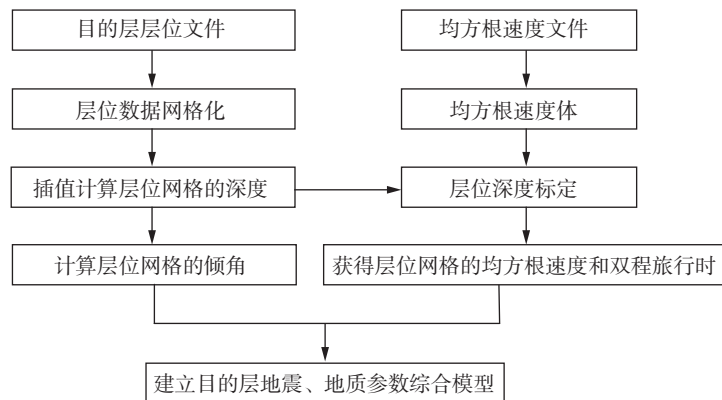 目的层层位文件
均方根速度文件
层位数据网格化
均方根速度体
插值计算层位网格的深度
层位深度标定
计算层位网格的倾角
获得层位网格的均方根速度和双程旅行时
建立目的层地震、地质参数综合模型